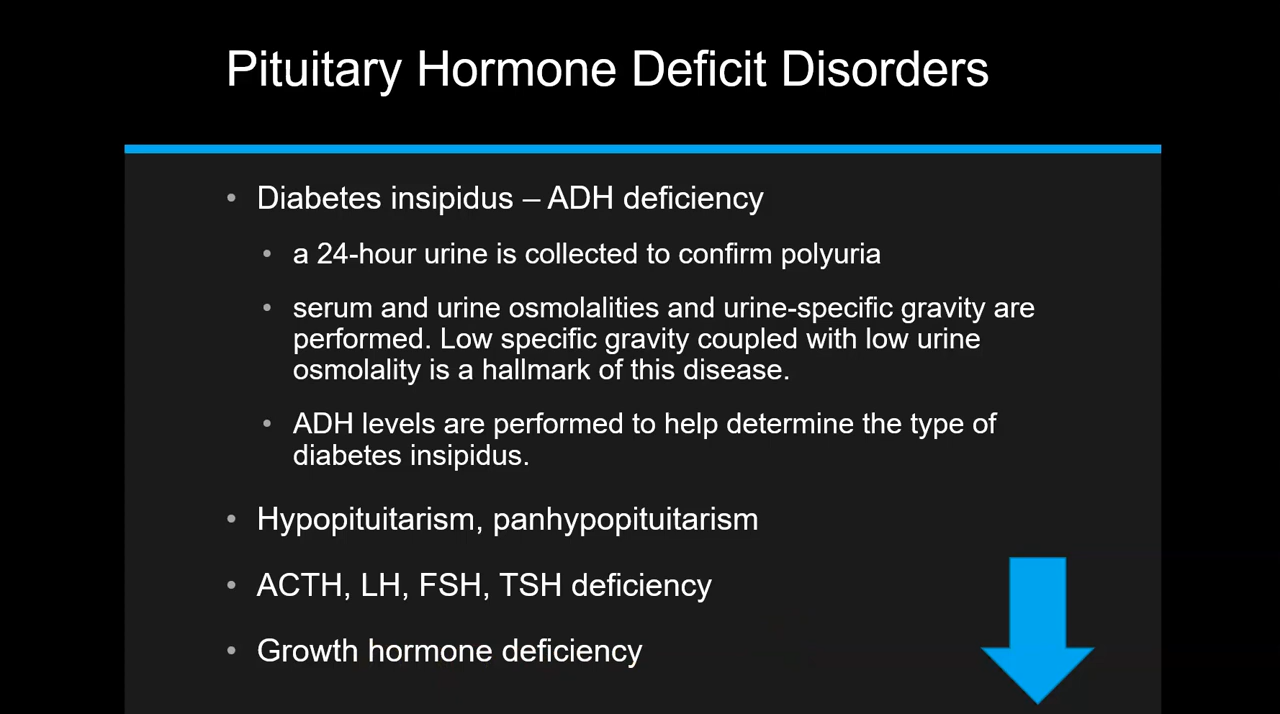 Pituitary Hormone Deficit Disorders
• Diabetes insipidus – ADH deficiency
• a 24-hour urine is collected to confirm polyuria
• serum and urine osmolalities and urine-specific gravity are
performed. Low specific gravity coupled with low urine
osmolality is a hallmark of this disease.
• ADH levels are performed to help determine the type of
diabetes insipidus.
• Hypopituitarism, panhypopituitarism
• ACTH, LH, FSH, TSH deficiency
• Growth hormone deficiency